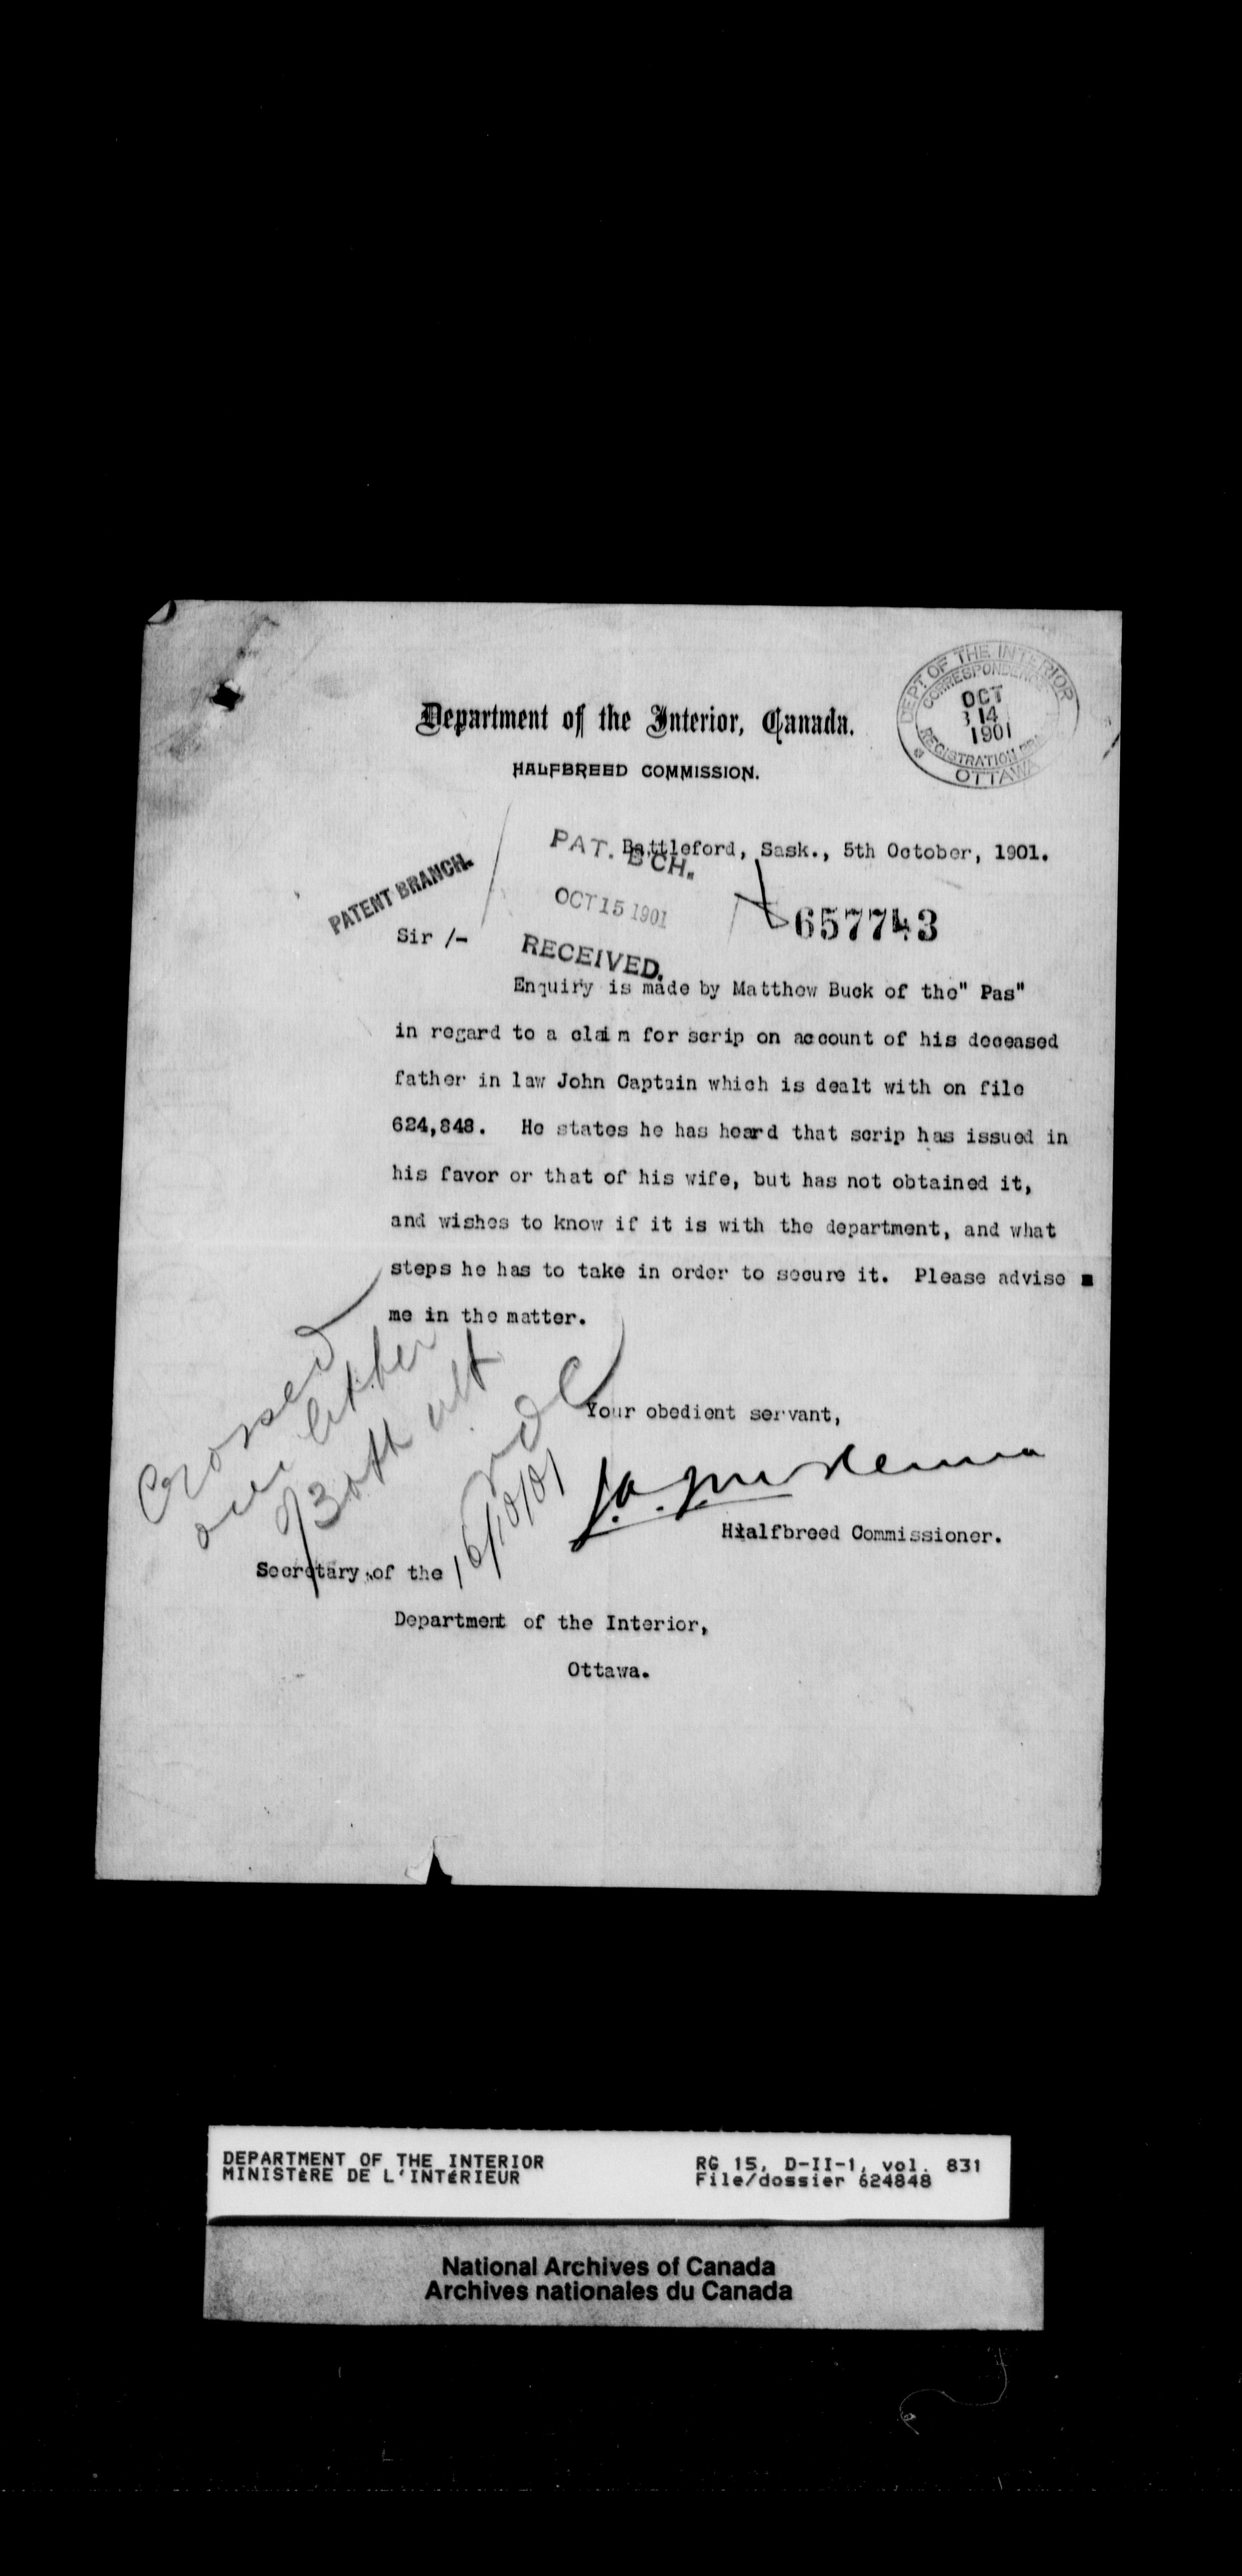 DEPT OF THE INTERIOR
CORRESPONDENCE
OCT
14
1901
REGISTRATION
OTTAWA
Department of the Interior, Canada.
HALFBREED COMMISSION.
PAT. BCH.
Battleford, Sask., 5th October, 1901.
PATENT BRANCH.
OCT 15 1901
657743
Sir /-
RECEIVED.
Enquiry is made by Matthew Buck of the" Pas"
in regard to a claim for scrip on account of his deceased
father in law John Captain which is dealt with on file
624,848. He states he has heard that scrip has issued in
his favor or that of his wife, but has not obtained it,
and wishes to know if it is with the department, and what
steps he has to take in order to secure it. Please advise
me in the matter.
Crossed
our letter
of 30th ult
16/10/01
Your obedient servant,
J.A. McKenna
Halfbreed Commissioner.
Secretary of the
Department of the Interior,
Ottawa.
DEPARTMENT OF THE INTERIOR
MINISTÈRE DE L'INTÉRIEUR
RG 15, D-II-1, vol. 831
File/dossier 624848
National Archives of Canada
Archives nationales du Canada